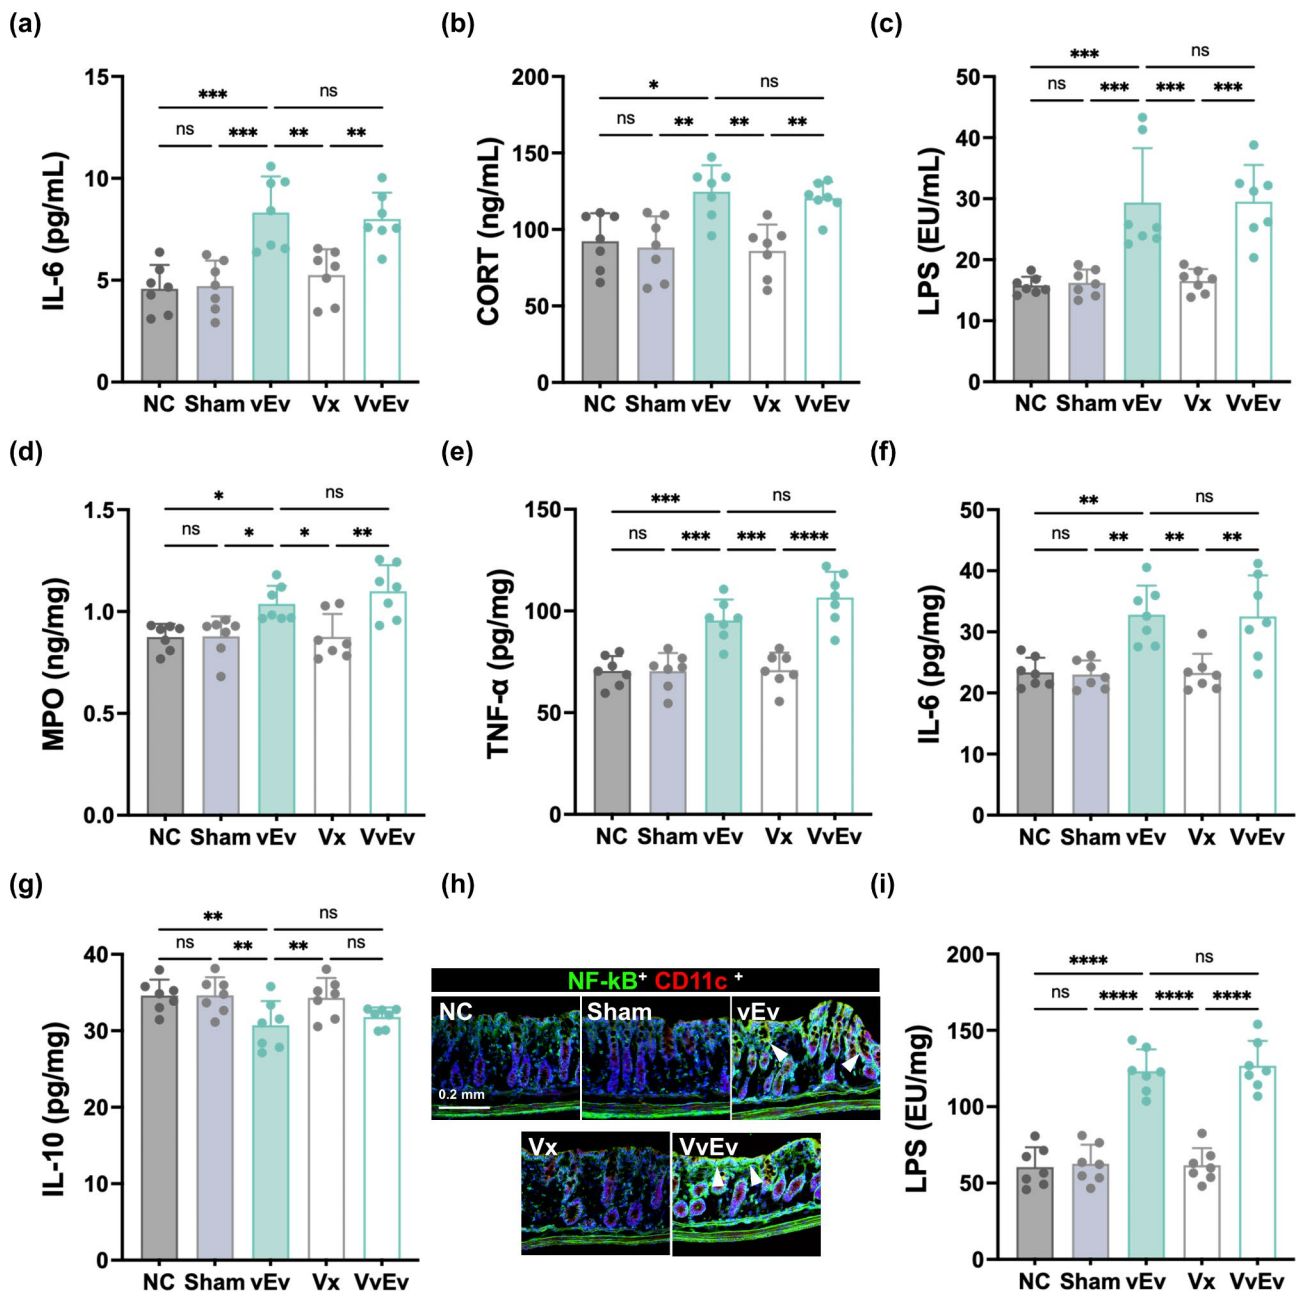 (a)
IL-6 (pg/mL)
15
10
5
0
*** ns
ns *** ** **
NC Sham vEv Vx VvEv
(b)
CORT (ng/mL)
200
150
100
50
0
* ns
ns ** ** **
NC Sham vEv Vx VvEv
(c)
LPS (EU/mL)
50
40
30
20
10
0
*** ns
ns *** *** ***
NC Sham vEv Vx VvEv
(d)
MPO (ng/mg)
1.5
1.0
0.5
0.0
* ns
ns * * **
NC Sham vEv Vx VvEv
(e)
TNF-α (pg/mg)
150
100
50
0
*** ns
ns *** *** ****
NC Sham vEv Vx VvEv
(f)
IL-6 (pg/mg)
50
40
30
20
10
0
** ns
ns ** ** **
NC Sham vEv Vx VvEv
(g)
IL-10 (pg/mg)
40
30
20
10
0
** ns
ns ** ** ns
NC Sham vEv Vx VvEv
(h)
NF-kB+ CD11c +
NC Sham vEv
0.2 mm
Vx VvEv
(i)
LPS (EU/mg)
200
150
100
50
0
**** ns
ns **** **** ****
NC Sham vEv Vx VvEv